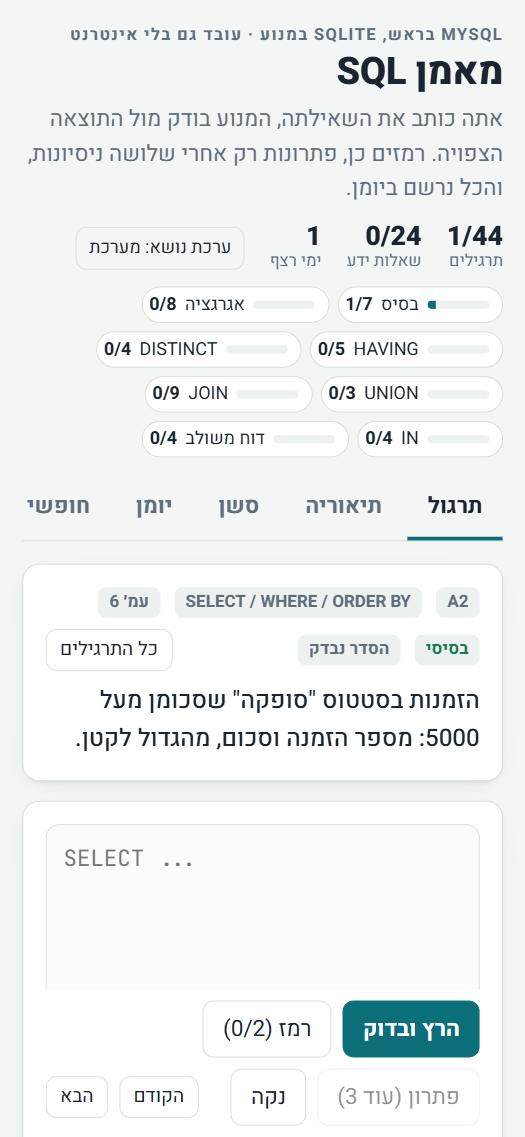 MYSQL בראש, SQLITE במנוע · עובד גם בלי אינטרנט
מאמן SQL
אתה כותב את השאילתה, המנוע בודק מול התוצאה
הצפויה. רמזים כן, פתרונות רק אחרי שלושה ניסיונות,
והכל נרשם ביומן.
1/44 0/24 1
תרגילים שאלות ידע ימי רצף ערכת נושא: מערכת
בסיס 1/7 אגרגציה 0/8
HAVING 0/5 DISTINCT 0/4
UNION 0/3 JOIN 0/9
IN 0/4 דוח משולב 0/4
תרגול תיאוריה סשן יומן חופשי
A2 SELECT / WHERE / ORDER BY עמ׳ 6
בסיסי הסדר נבדק כל התרגילים
הזמנות בסטטוס "סופקה" שסכומן מעל
5000: מספר הזמנה וסכום, מהגדול לקטן.
SELECT ...
הרץ ובדוק רמז (0/2)
פתרון (עוד 3) נקה הקודם הבא